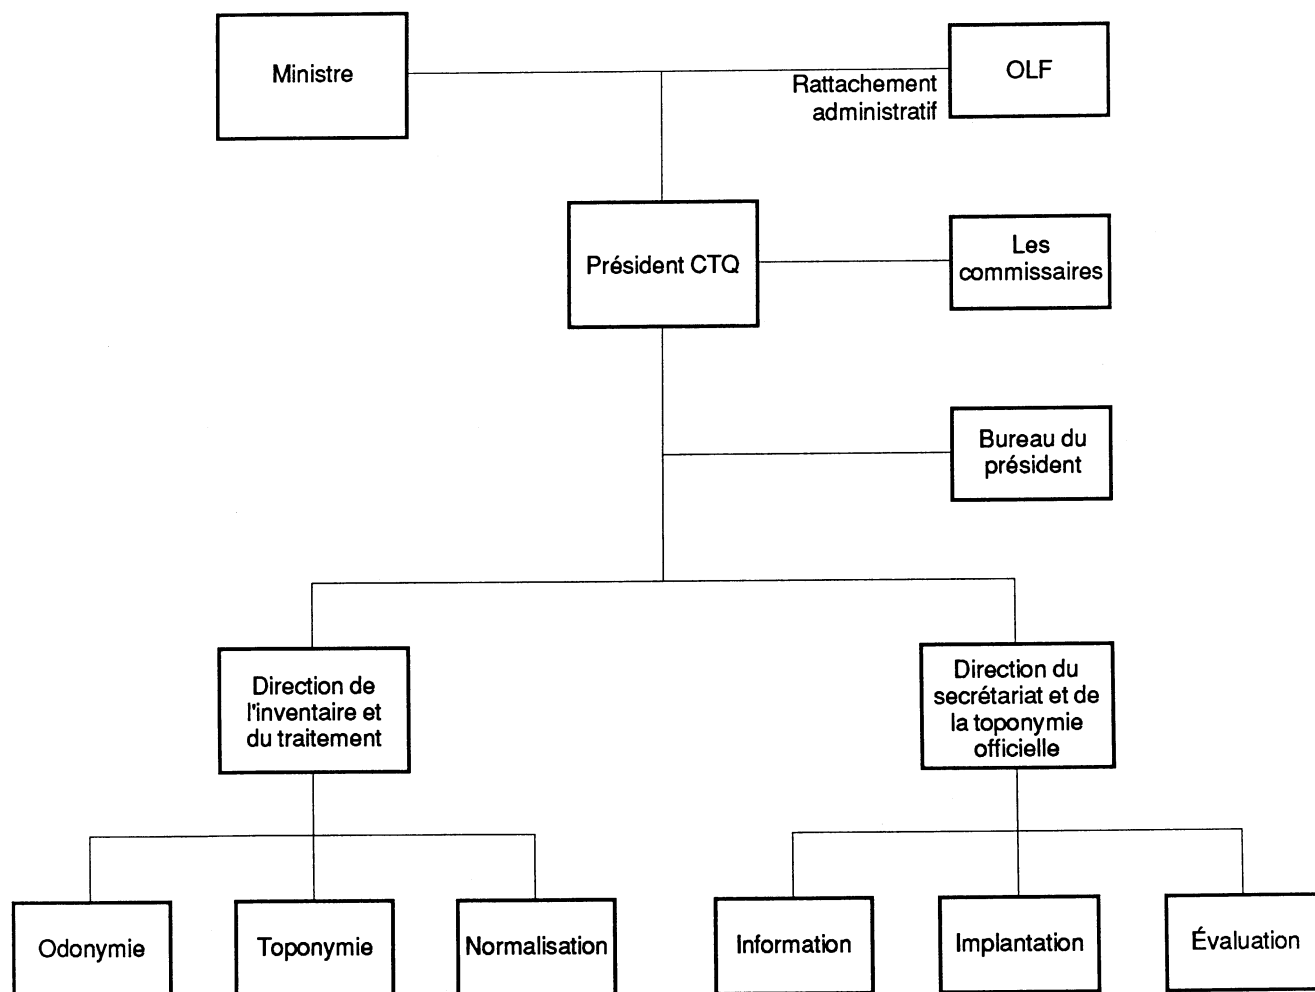 Ministre
OLF
Rattachement
administratif
Président CTQ
Les
commissaires
Bureau du
président
Direction de
l'inventaire et
du traitement
Direction du
secrétariat et de
la toponymie
officielle
Odonymie
Toponymie
Normalisation
Information
Implantation
Évaluation